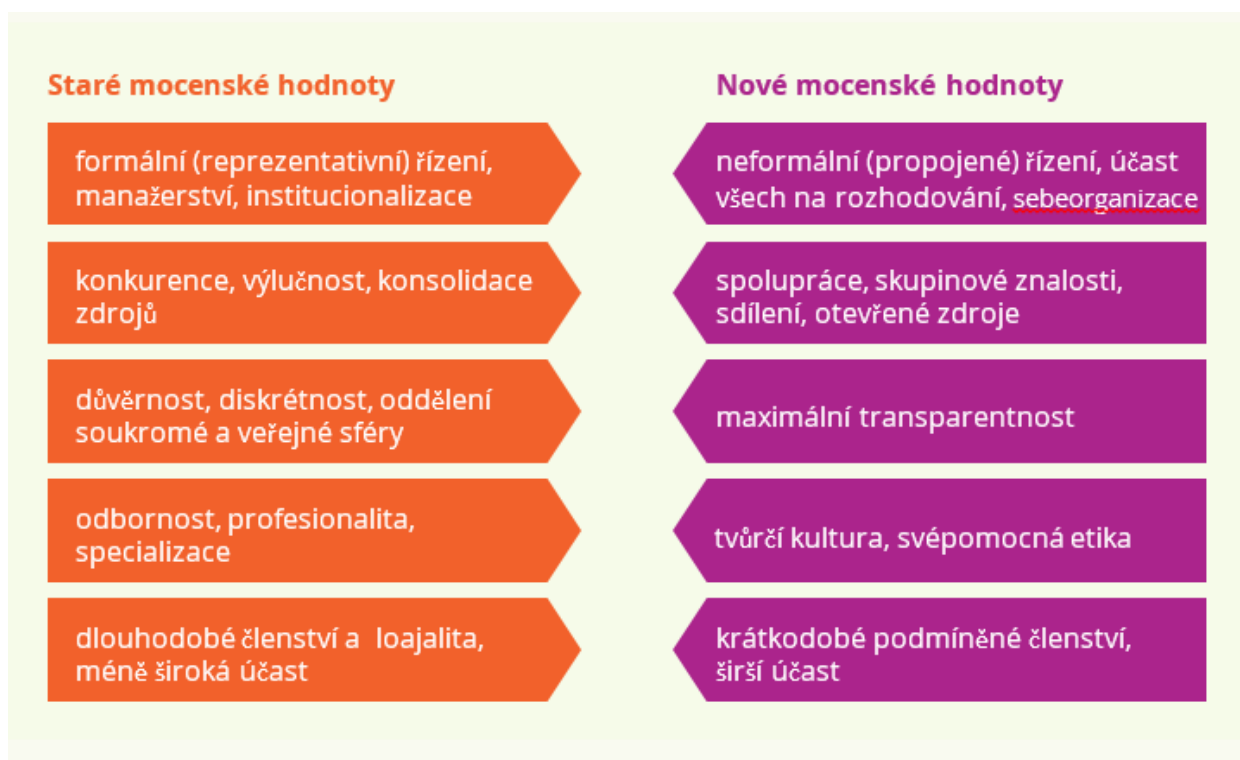 Staré mocenské hodnoty
formální (reprezentativní) řízení,
manažerství, institucionalizace
konkurence, výlučnost, konsolidace
zdrojů
důvěrnost, diskrétnost, oddělení
soukromé a veřejné sféry
odbornost, profesionalita,
specializace
dlouhodobé členství a loajalita,
méně široká účast
Nové mocenské hodnoty
neformální (propojené) řízení, účast
všech na rozhodování, sebeorganizace
spolupráce, skupinové znalosti,
sdílení, otevřené zdroje
maximální transparentnost
tvůrčí kultura, svépomocná etika
krátkodobé podmíněné členství,
širší účast